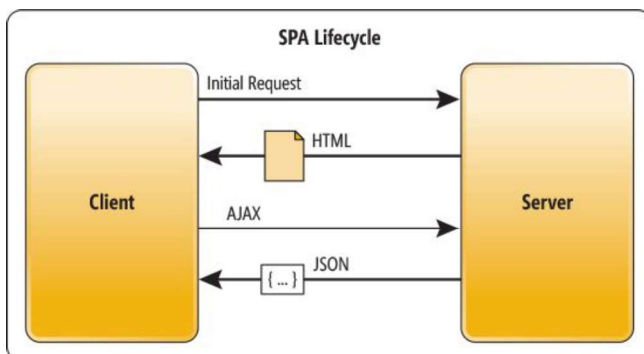 SPA Lifecycle
Client
Initial Request
HTML
AJAX
JSON
{ ... }
Server